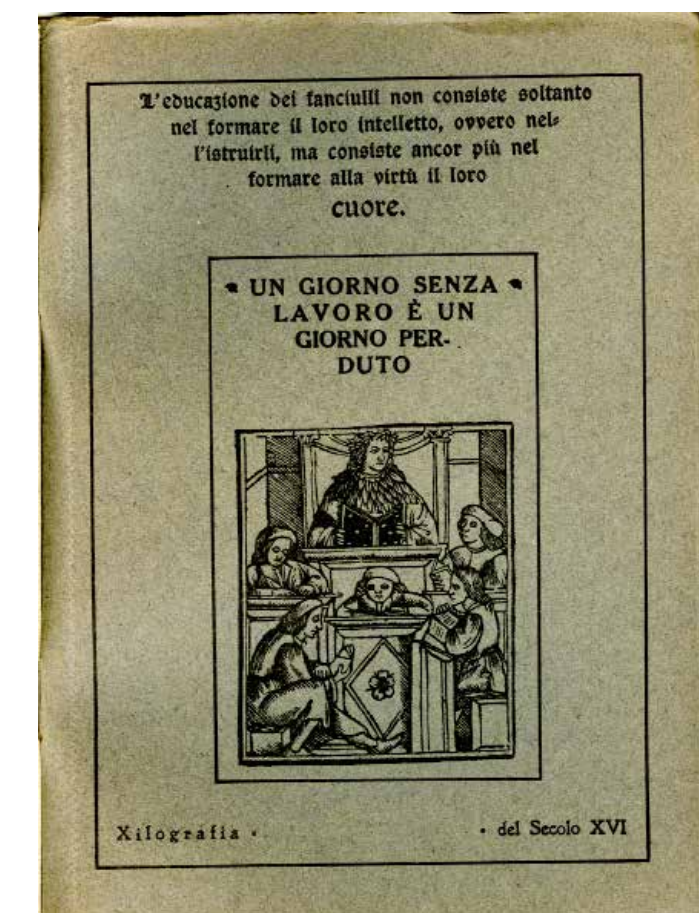 L'educazione dei fanciulli non consiste soltanto
nel formare il loro intelletto, ovvero nel-
l'istruirli, ma consiste ancor più nel
formare alla virtù il loro
cuore.
UN GIORNO SENZA
LAVORO È UN
GIORNO PER-
DUTO
Xilografia · · del Secolo XVI